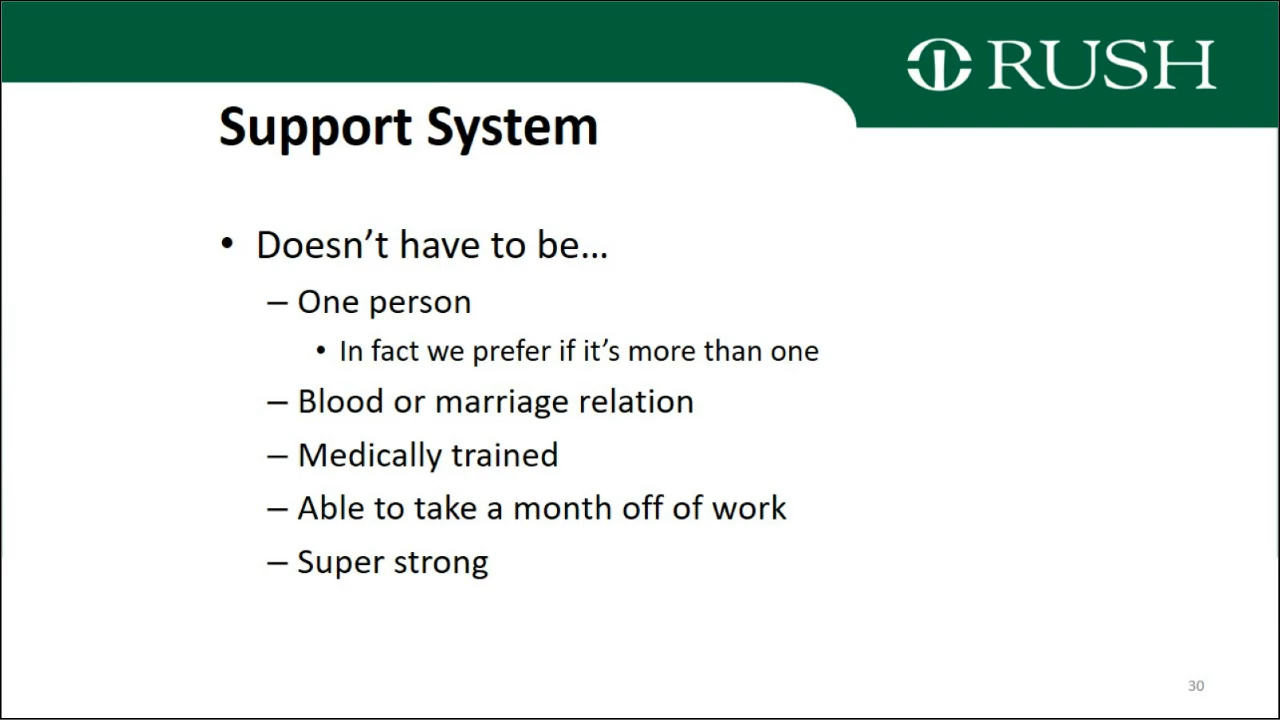 RUSH
Support System
• Doesn’t have to be...
– One person
• In fact we prefer if it’s more than one
– Blood or marriage relation
– Medically trained
– Able to take a month off of work
– Super strong
30